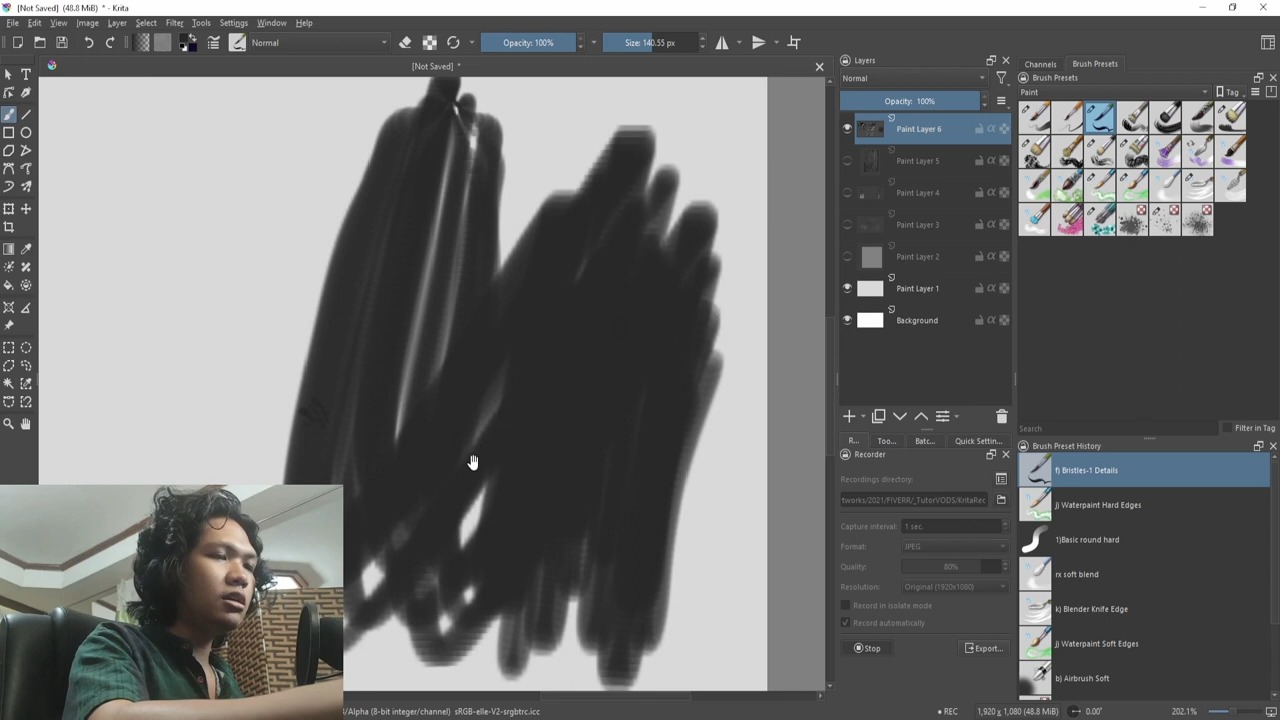 [Not Saved] (48.8 MiB) * - Krita
File Edit View Image Layer Select Filter Tools Settings Window Help
Normal Opacity: 100% Size: 140.55 px
[Not Saved] *
Layers
Normal
Opacity: 100%
Paint Layer 6
Paint Layer 5
Paint Layer 4
Paint Layer 3
Paint Layer 2
Paint Layer 1
Background
R... Too... Batc... Quick Settin...
Recorder
Recordings directory:
tworks/2021/FIVERR/_TutorVODS/KritaRec
Capture interval: 1 sec.
Format: JPEG
Quality: 80%
Resolution: Original (1920x1080)
Record in isolate mode
Record automatically
Stop Export...
Channels Brush Presets
Brush Presets
Paint Tag
Search Filter in Tag
Brush Preset History
f) Bristles-1 Details
j) Waterpaint Hard Edges
1)Basic round hard
rx soft blend
k) Blender Knife Edge
j) Waterpaint Soft Edges
b) Airbrush Soft
/Alpha (8-bit integer/channel) sRGB-elle-V2-srgbtrc.icc REC 1,920 x 1,080 (48.8 MiB) 0.00° 202.1%